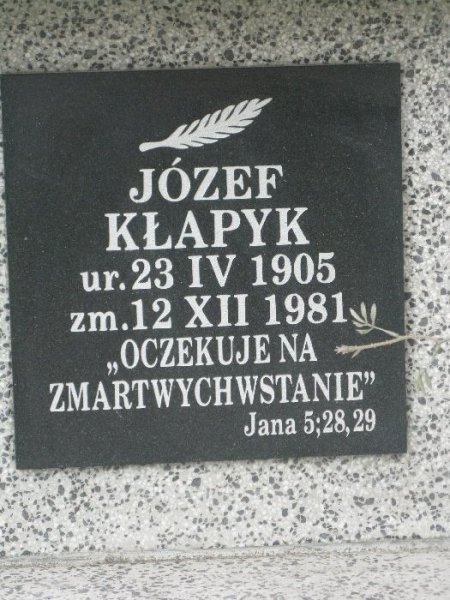 JÓZEF
KŁAPYK
ur. 23 IV 1905
zm. 12 XII 1981
„OCZEKUJE NA
ZMARTWYCHWSTANIE”
Jana 5;28,29